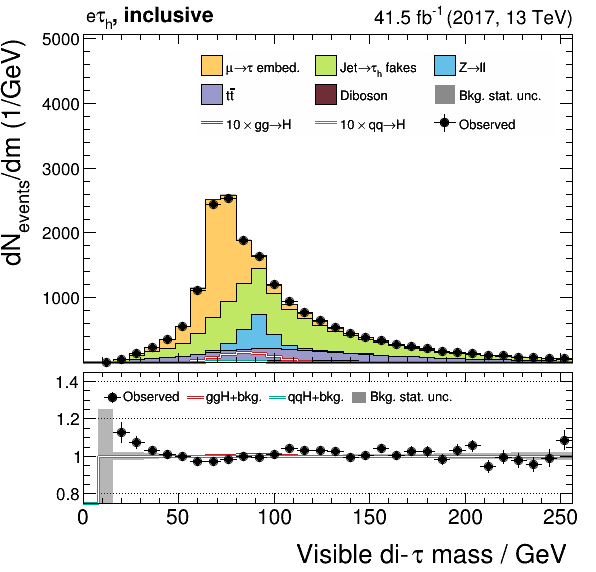 eτh, inclusive 41.5 fb-1 (2017, 13 TeV)
dNevents/dm (1/GeV)
5000
4000
3000
2000
1000
μ→τ embed. Jet→τh fakes Z→ll
tt̄ Diboson Bkg. stat. unc.
10 × gg→H 10 × qq→H Observed
1.4
1.2
1
0.8
Observed ggH+bkg. qqH+bkg. Bkg. stat. unc.
0 50 100 150 200 250
Visible di-τ mass / GeV